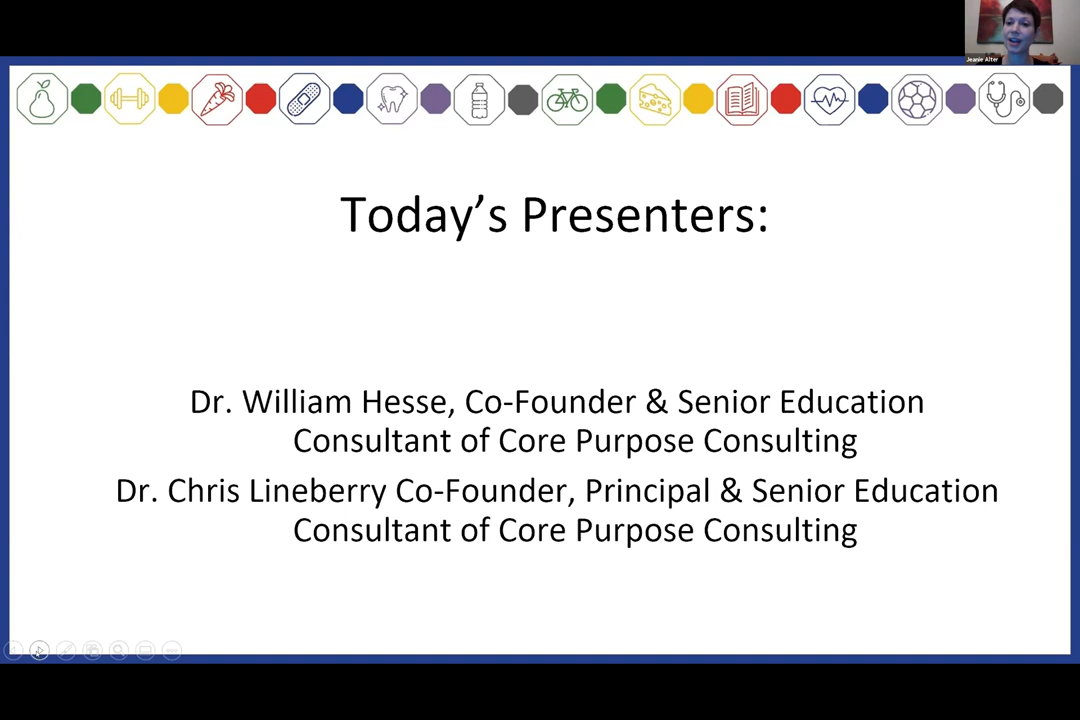 Jeanie Alter
Today’s Presenters:
Dr. William Hesse, Co-Founder & Senior Education
Consultant of Core Purpose Consulting
Dr. Chris Lineberry Co-Founder, Principal & Senior Education
Consultant of Core Purpose Consulting